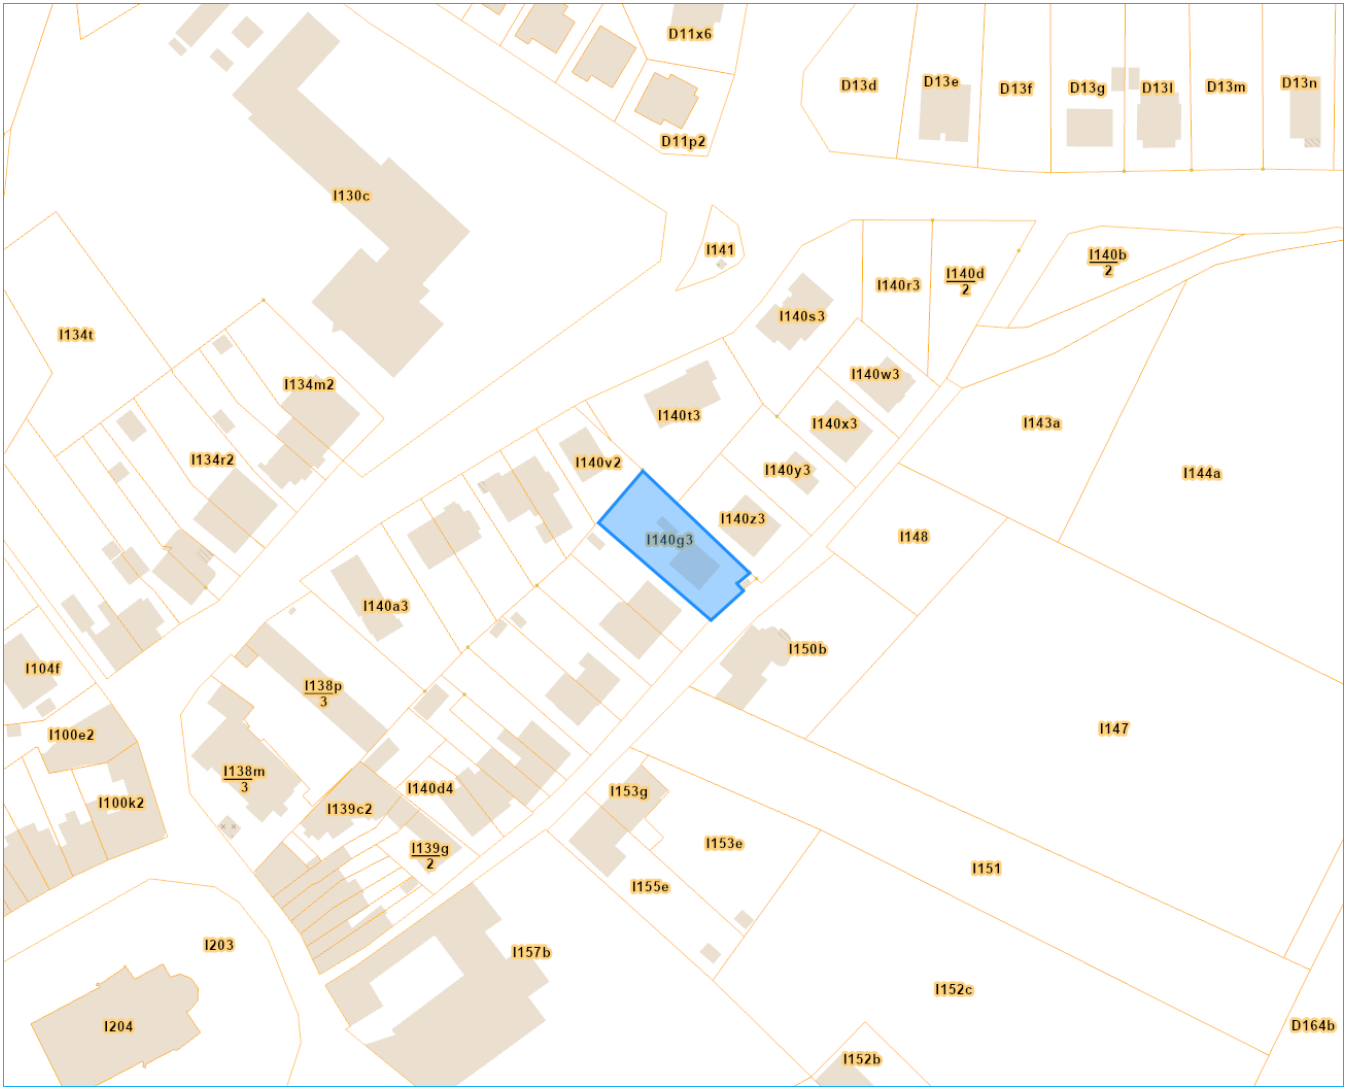 D11x6
D13d
D13e
D13f
D13g
D13l
D13m
D13n
D11p2
I130c
I141
I140r3
I140d
2
I140b
2
I134t
I140s3
I134m2
I140w3
I140t3
I140x3
I143a
I134r2
I140v2
I140y3
I144a
I140z3
I140g3
I148
I140a3
I150b
I104f
I138p
3
I100e2
I147
I138m
3
I140d4
I153g
I100k2
I139c2
I153e
I139g
2
I151
I155e
I203
I157b
I152c
I204
D164b
I152b